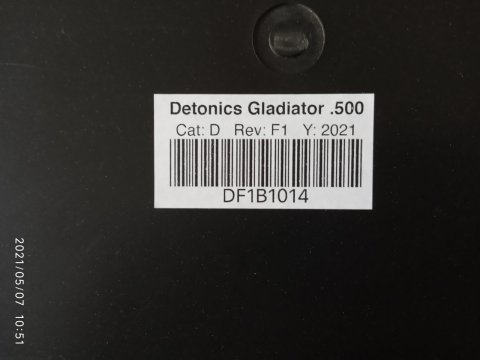 Detonics Gladiator .500
Cat: D Rev: F1 Y: 2021
DF1B1014
2021/05/07 10:51